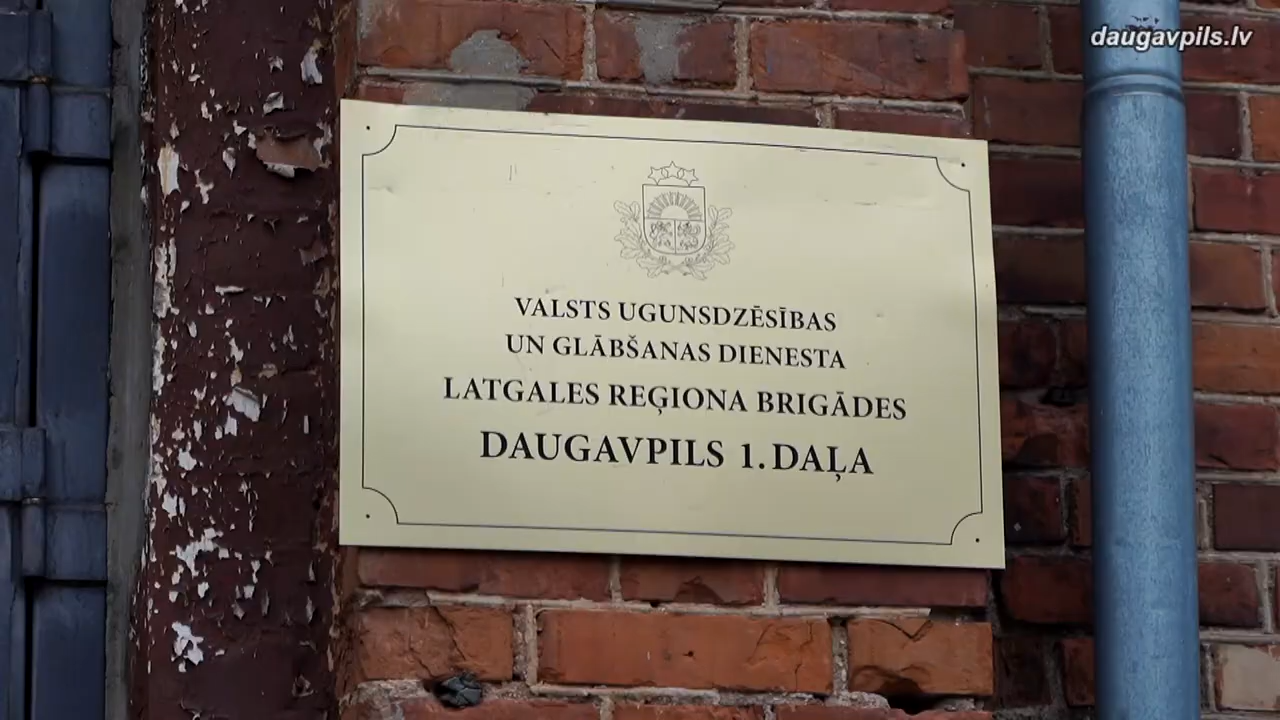 daugavpils.lv
VALSTS UGUNSDZĒSĪBAS
UN GLĀBŠANAS DIENESTA
LATGALES REĢIONA BRIGĀDES
DAUGAVPILS 1. DAĻA